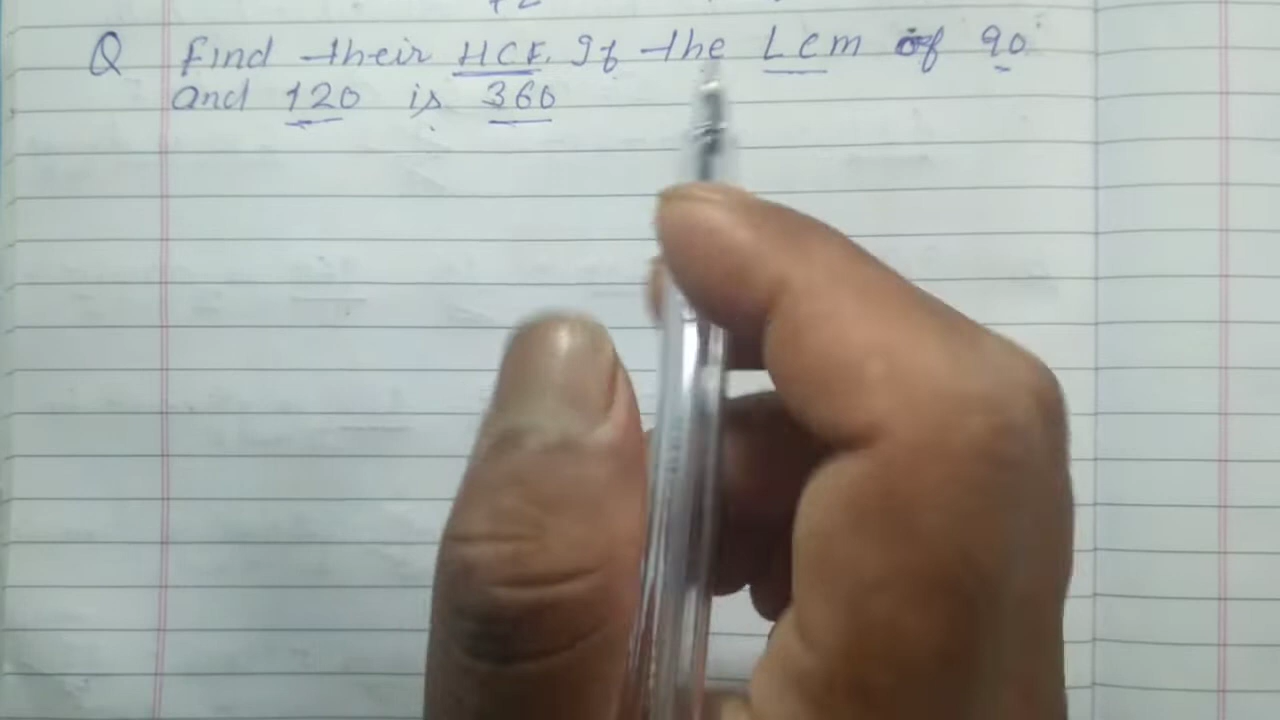 Q Find their HCF. If the LCm of 90
and 120 is 360